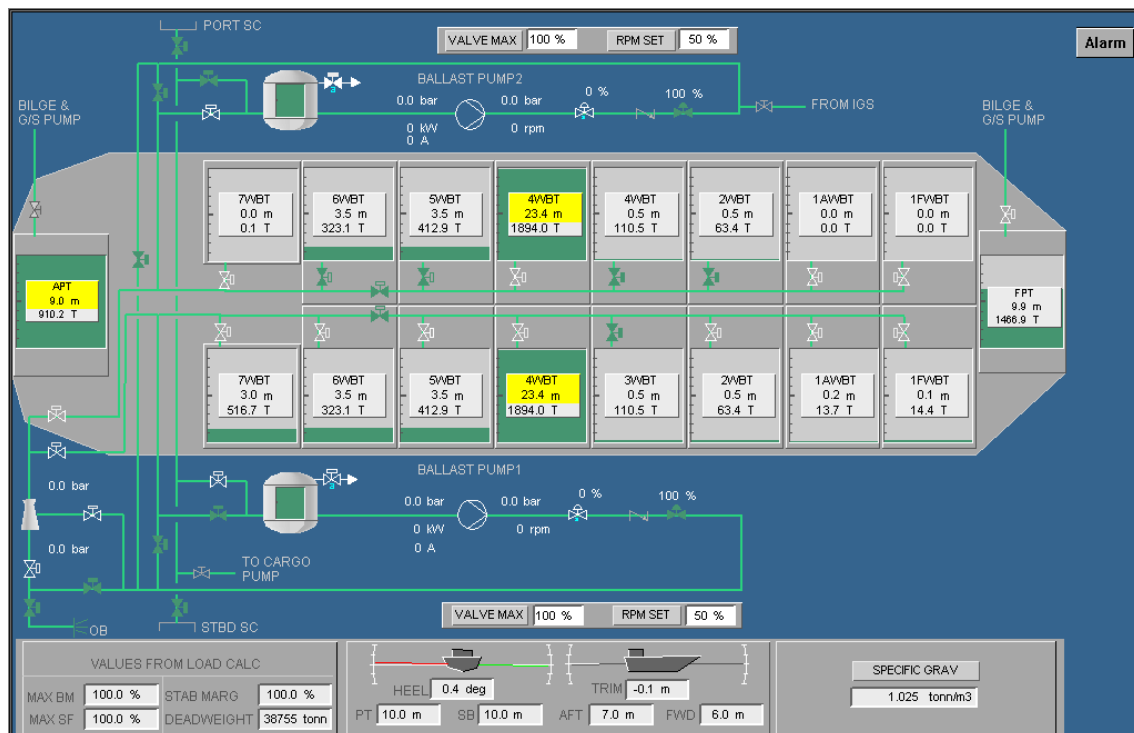 PORT SC
VALVE MAX 100 % RPM SET 50 %
Alarm
BALLAST PUMP2
BILGE &
G/S PUMP
0.0 bar 0.0 bar 0 % 100 %
FROM IGS
BILGE &
G/S PUMP
0 kW 0 rpm
0 A
7WBT 6WBT 5WBT 4WBT 4WBT 2WBT 1AWBT 1FWBT
0.0 m 3.5 m 3.5 m 23.4 m 0.5 m 0.5 m 0.0 m 0.0 m
0.1 T 323.1 T 412.9 T 1894.0 T 110.5 T 63.4 T 0.0 T 0.0 T
APT
9.0 m
910.2 T
FPT
9.9 m
1466.9 T
7WBT 6WBT 5WBT 4WBT 3WBT 2WBT 1AWBT 1FWBT
3.0 m 3.5 m 3.5 m 23.4 m 0.5 m 0.5 m 0.2 m 0.1 m
516.7 T 323.1 T 412.9 T 1894.0 T 110.5 T 63.4 T 13.7 T 14.4 T
BALLAST PUMP1
0.0 bar
0.0 bar 0.0 bar 0 % 100 %
0 kW 0 rpm
0 A
0.0 bar
TO CARGO
PUMP
OB
STBD SC
VALVE MAX 100 % RPM SET 50 %
VALUES FROM LOAD CALC
MAX BM 100.0 % STAB MARG 100.0 %
MAX SF 100.0 % DEADWEIGHT 38755 tonn
HEEL 0.4 deg TRIM -0.1 m
PT 10.0 m SB 10.0 m AFT 7.0 m FWD 6.0 m
SPECIFIC GRAV
1.025 tonn/m3